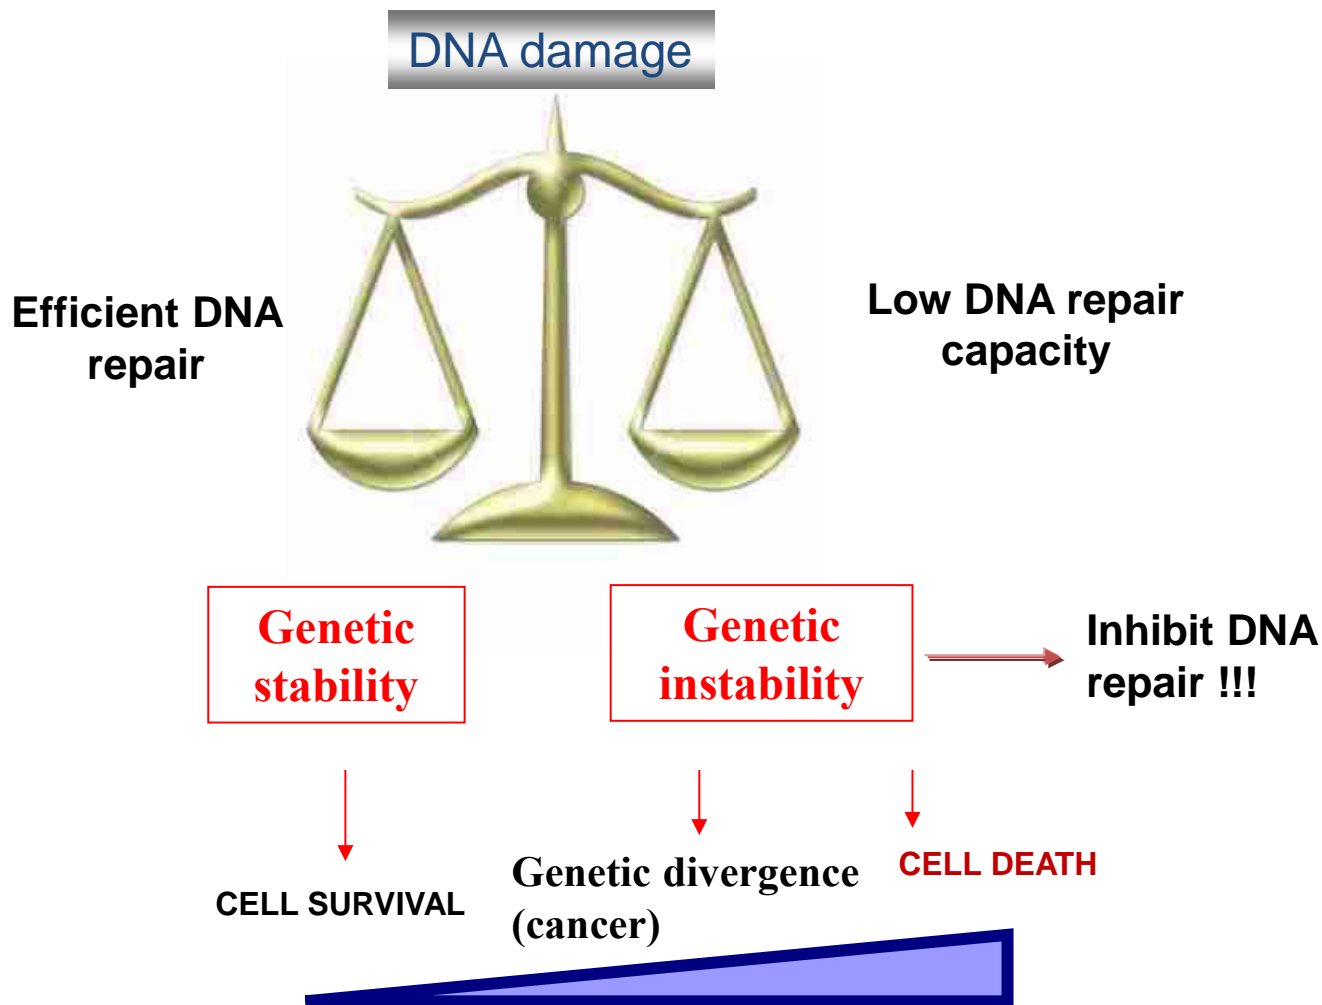 DNA damage
Efficient DNA
repair
Low DNA repair
capacity
Genetic
stability
Genetic
instability
Inhibit DNA
repair !!!
CELL SURVIVAL
Genetic divergence
(cancer)
CELL DEATH